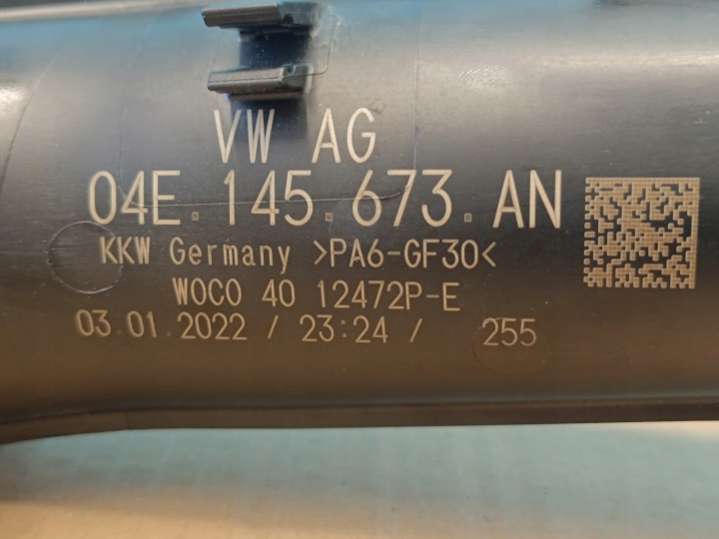 VW AG
04E.145.673.AN
KKW Germany >PA6-GF30<
WOCO 40 12472P-E
03.01.2022 / 23:24 / 255